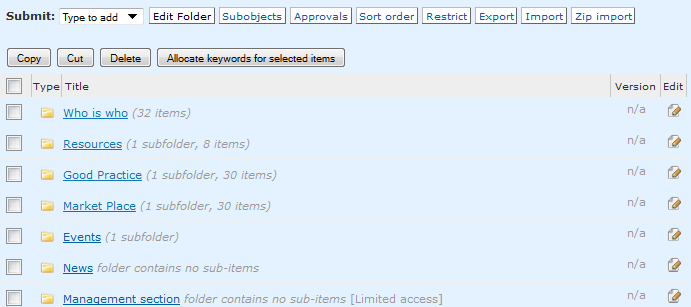 Submit: Type to add Edit Folder Subobjects Approvals Sort order Restrict Export Import Zip import
Copy Cut Delete Allocate keywords for selected items
Type Title Version Edit
Who is who (32 items) n/a
Resources (1 subfolder, 8 items) n/a
Good Practice (1 subfolder, 30 items) n/a
Market Place (1 subfolder, 30 items) n/a
Events (1 subfolder) n/a
News folder contains no sub-items n/a
Management section folder contains no sub-items [Limited access] n/a